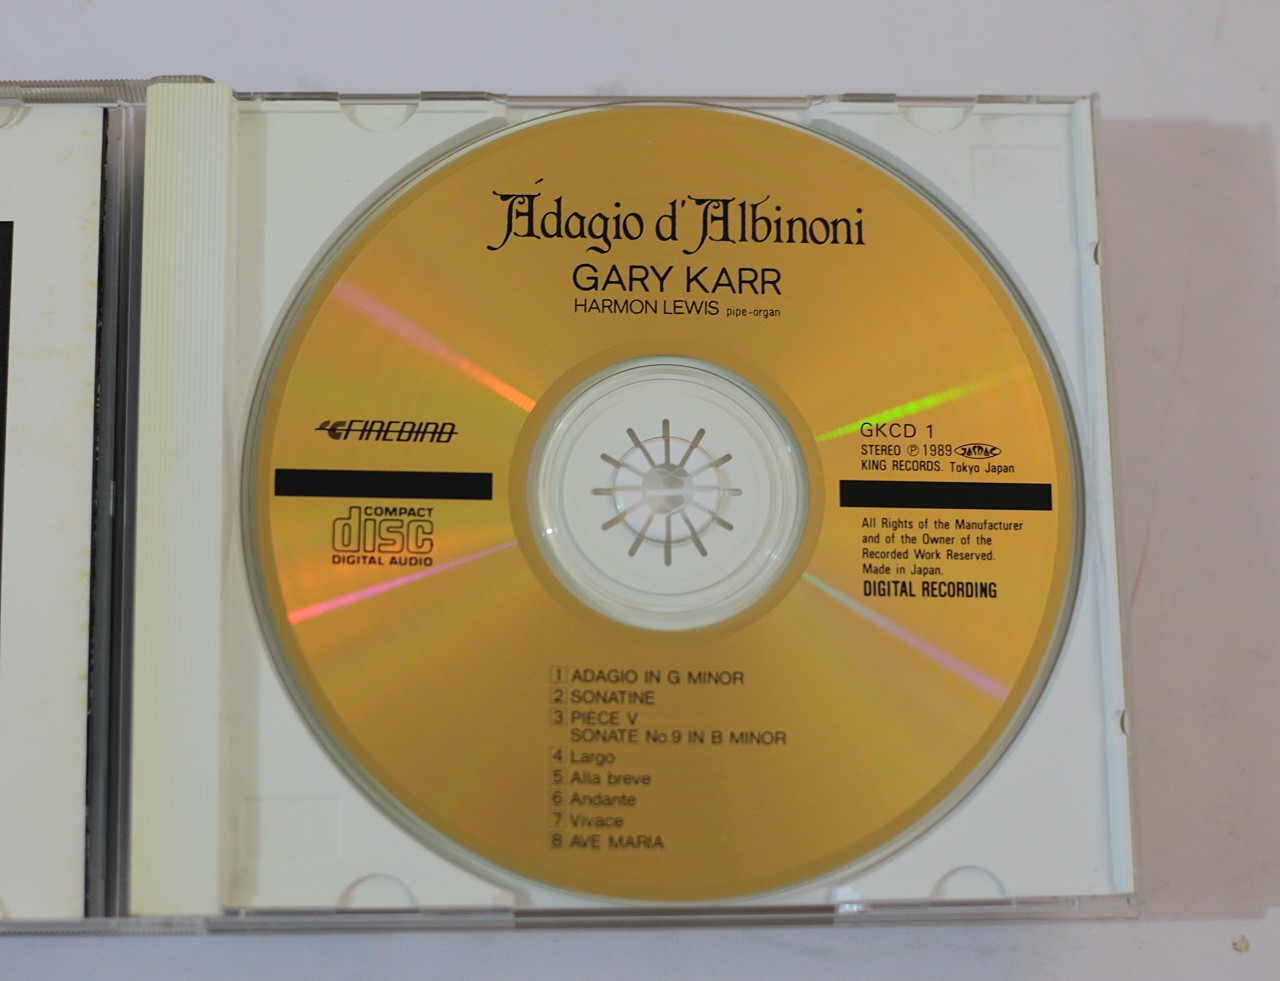 Adagio d'Albinoni
GARY KARR
HARMON LEWIS pipe-organ
FIREBIRD
COMPACT
disc
DIGITAL AUDIO
GKCD 1
STEREO Ⓟ 1989 JASRAC
KING RECORDS. Tokyo Japan
All Rights of the Manufacturer
and of the Owner of the
Recorded Work Reserved.
Made in Japan.
DIGITAL RECORDING
1 ADAGIO IN G MINOR
2 SONATINE
3 PIECE V
SONATE No.9 IN B MINOR
4 Largo
5 Alla breve
6 Andante
7 Vivace
8 AVE MARIA